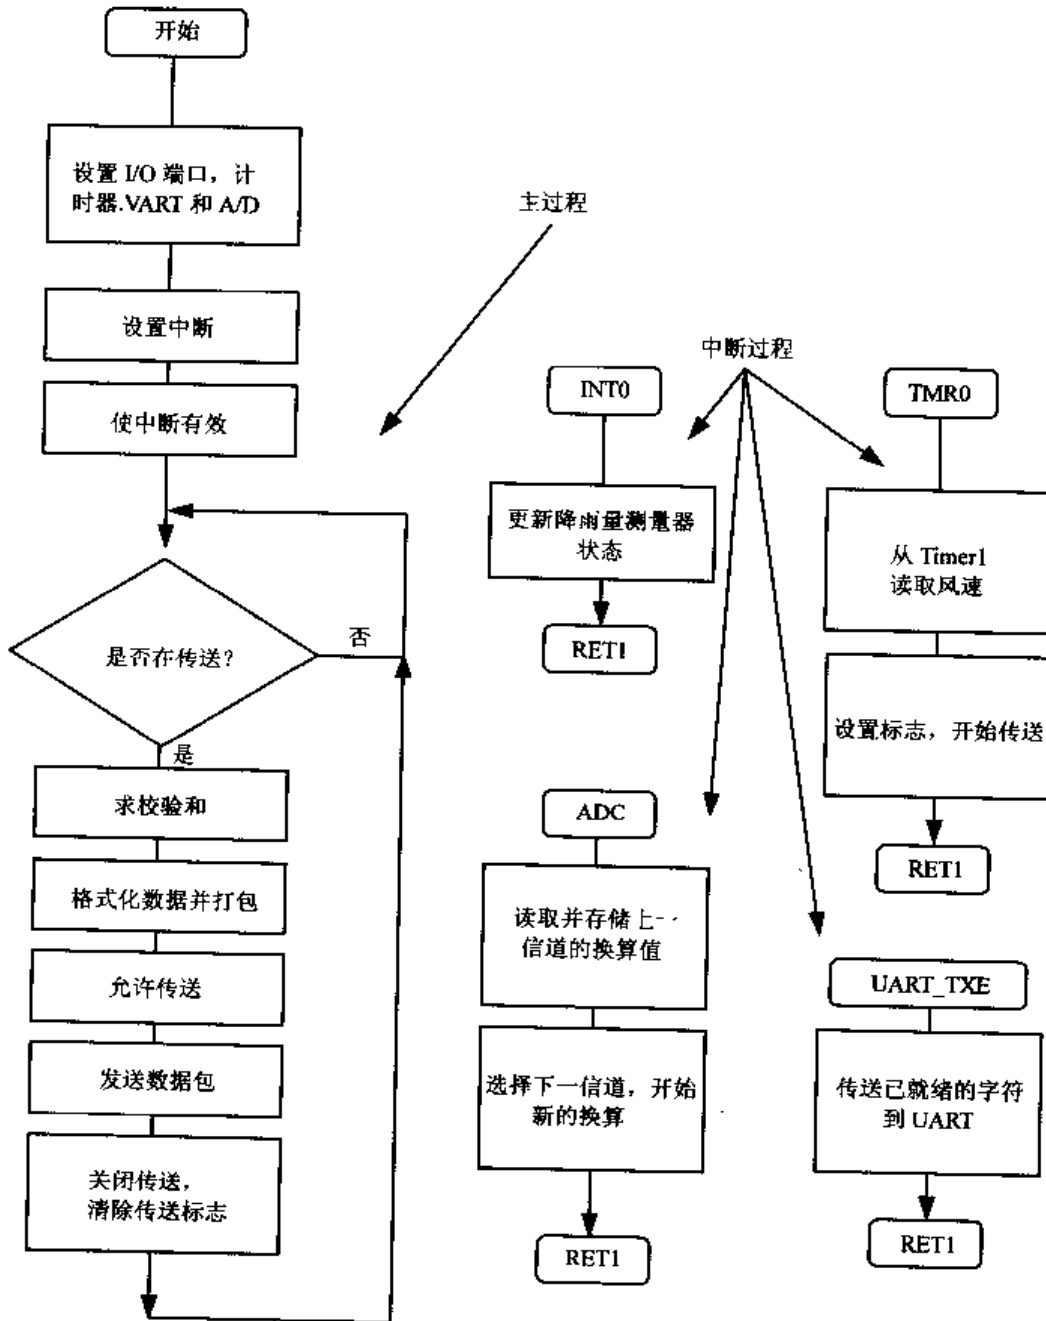 开始
设置 I/O 端口，计
时器.VART 和 A/D
主过程
设置中断
使中断有效
是否在传送？
否
是
求校验和
格式化数据并打包
允许传送
发送数据包
关闭传送，
清除传送标志
中断过程
INT0
更新降雨量测量器
状态
RET1
TMR0
从 Timer1
读取风速
设置标志，开始传送
RET1
ADC
读取并存储上一
信道的换算值
选择下一信道，开始
新的换算
RET1
UART_TXE
传送已就绪的字符
到 UART
RET1